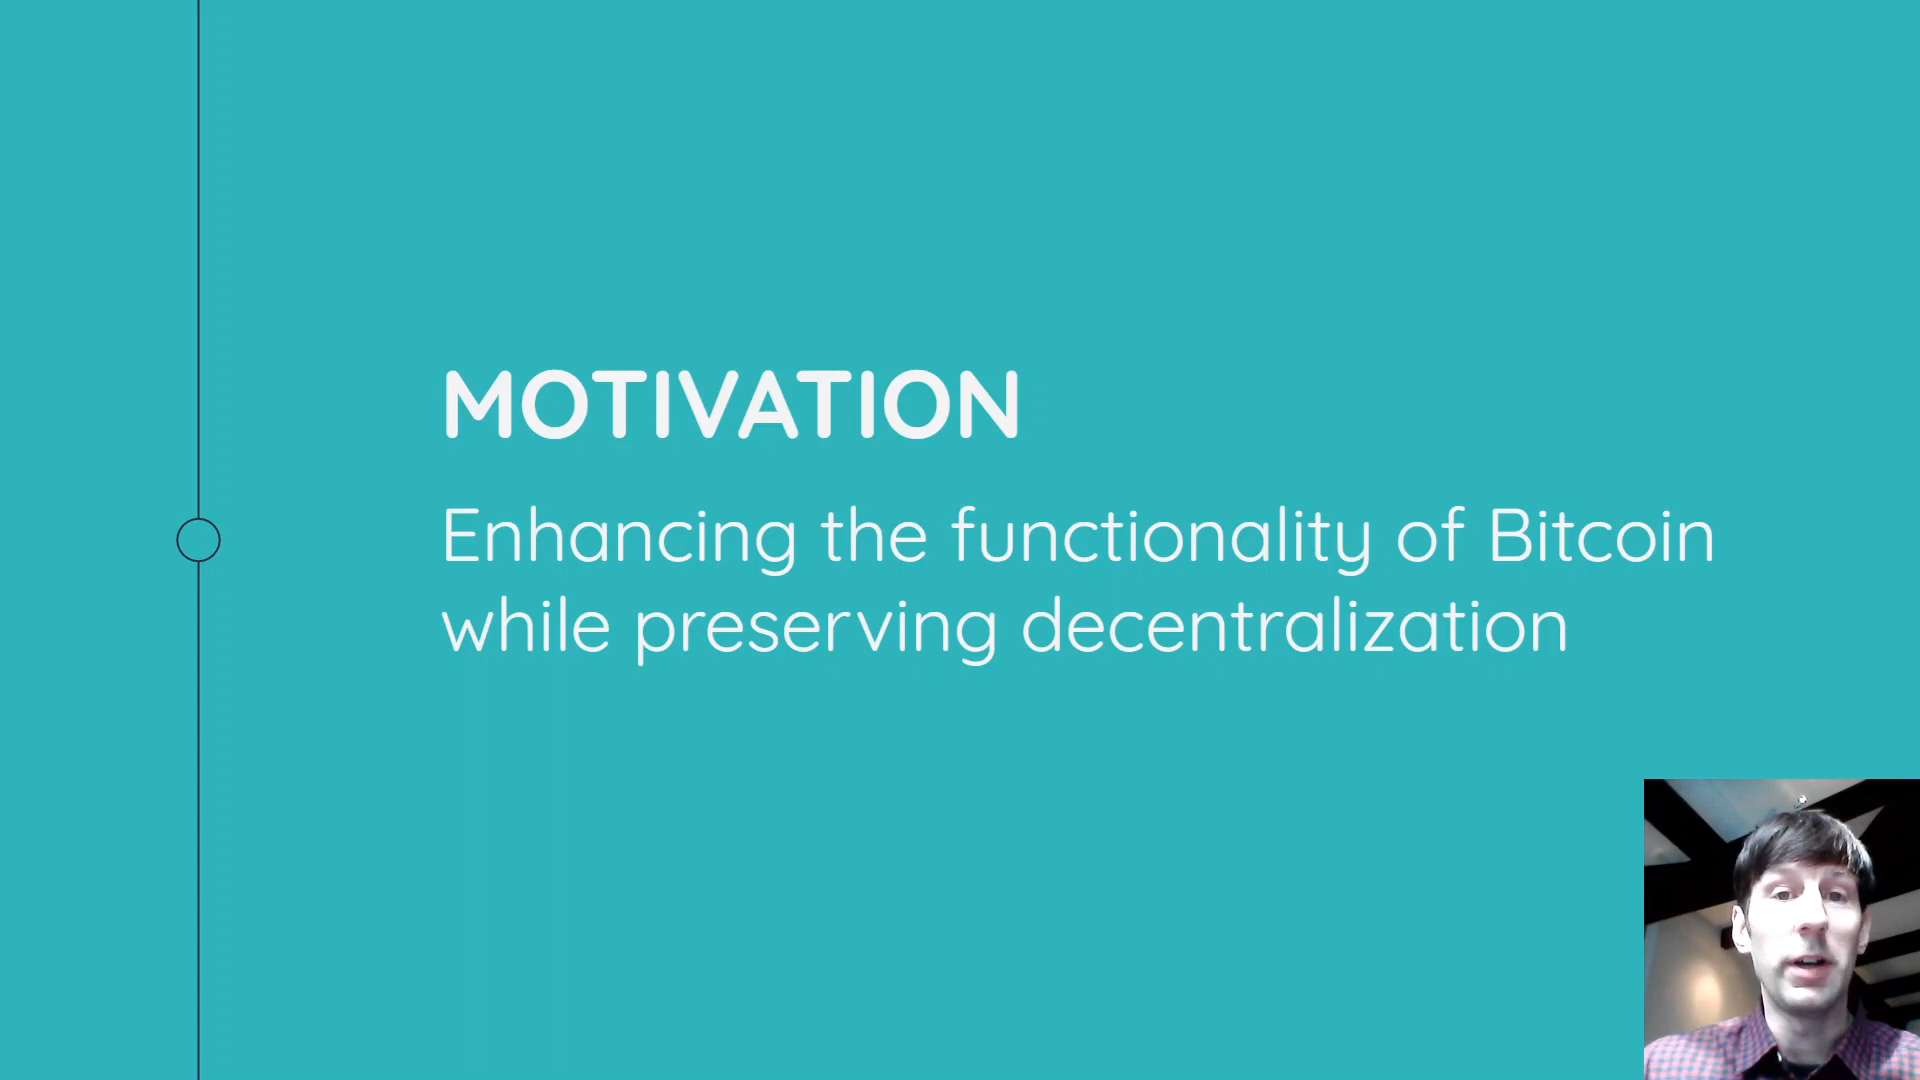 MOTIVATION
Enhancing the functionality of Bitcoin
while preserving decentralization